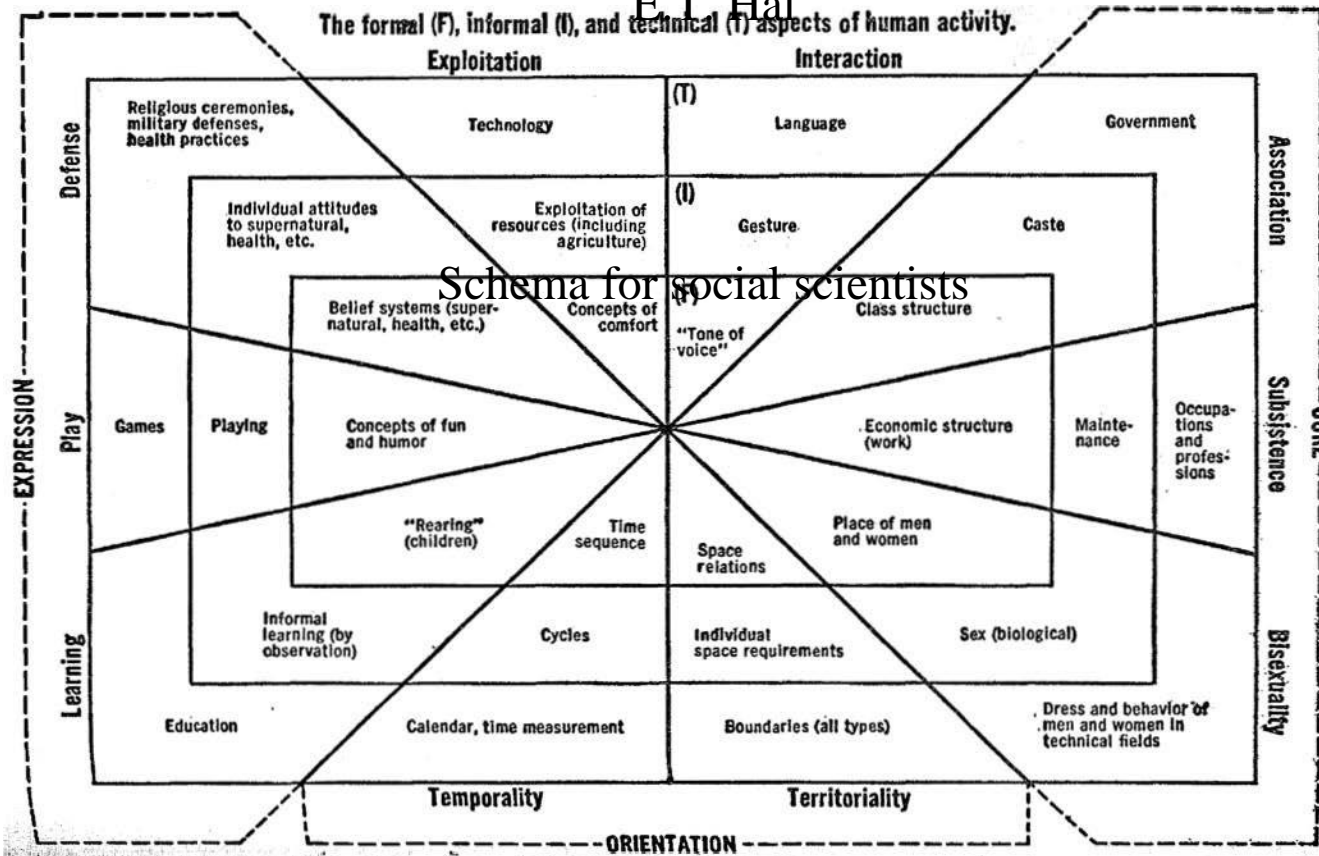 E.T. Hal
The formal (F), informal (I), and technical (T) aspects of human activity.
Exploitation
Interaction
Religious ceremonies,
military defenses,
health practices
Technology
(T)
Language
Government
Defense
Association
Individual attitudes
to supernatural,
health, etc.
Exploitation of
resources (including
agriculture)
(I)
Gesture
Caste
Schema for social scientists
Belief systems (super-
natural, health, etc.)
Concepts of
comfort
(F)
"Tone of
voice"
Class structure
EXPRESSION
Play
Games
Playing
Concepts of fun
and humor
Economic structure
(work)
Mainte-
nance
Occupa-
tions
and
profes-
sions
Subsistence
"Rearing"
(children)
Time
sequence
Space
relations
Place of men
and women
Learning
Informal
learning (by
observation)
Cycles
Individual
space requirements
Sex (biological)
Bisexuality
Education
Calendar, time measurement
Boundaries (all types)
Dress and behavior of
men and women in
technical fields
Temporality
Territoriality
ORIENTATION